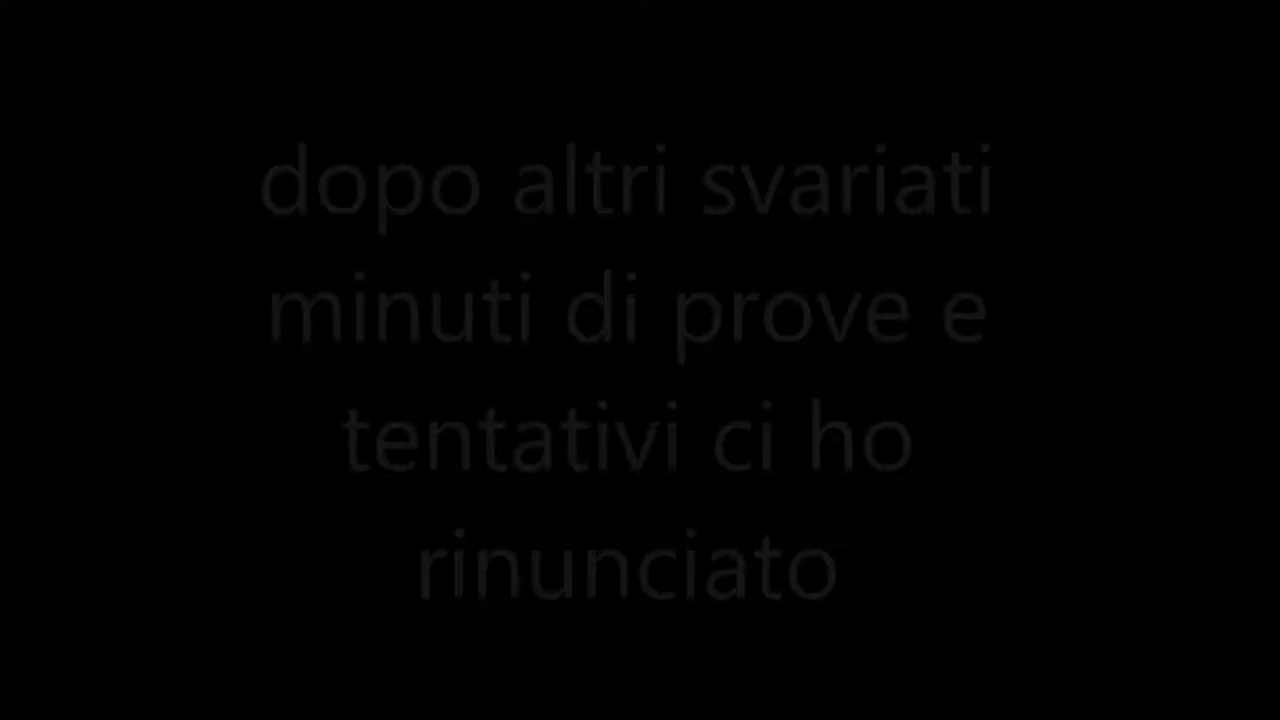 dopo altri svariati
minuti di prove e
tentativi ci ho
rinunciato